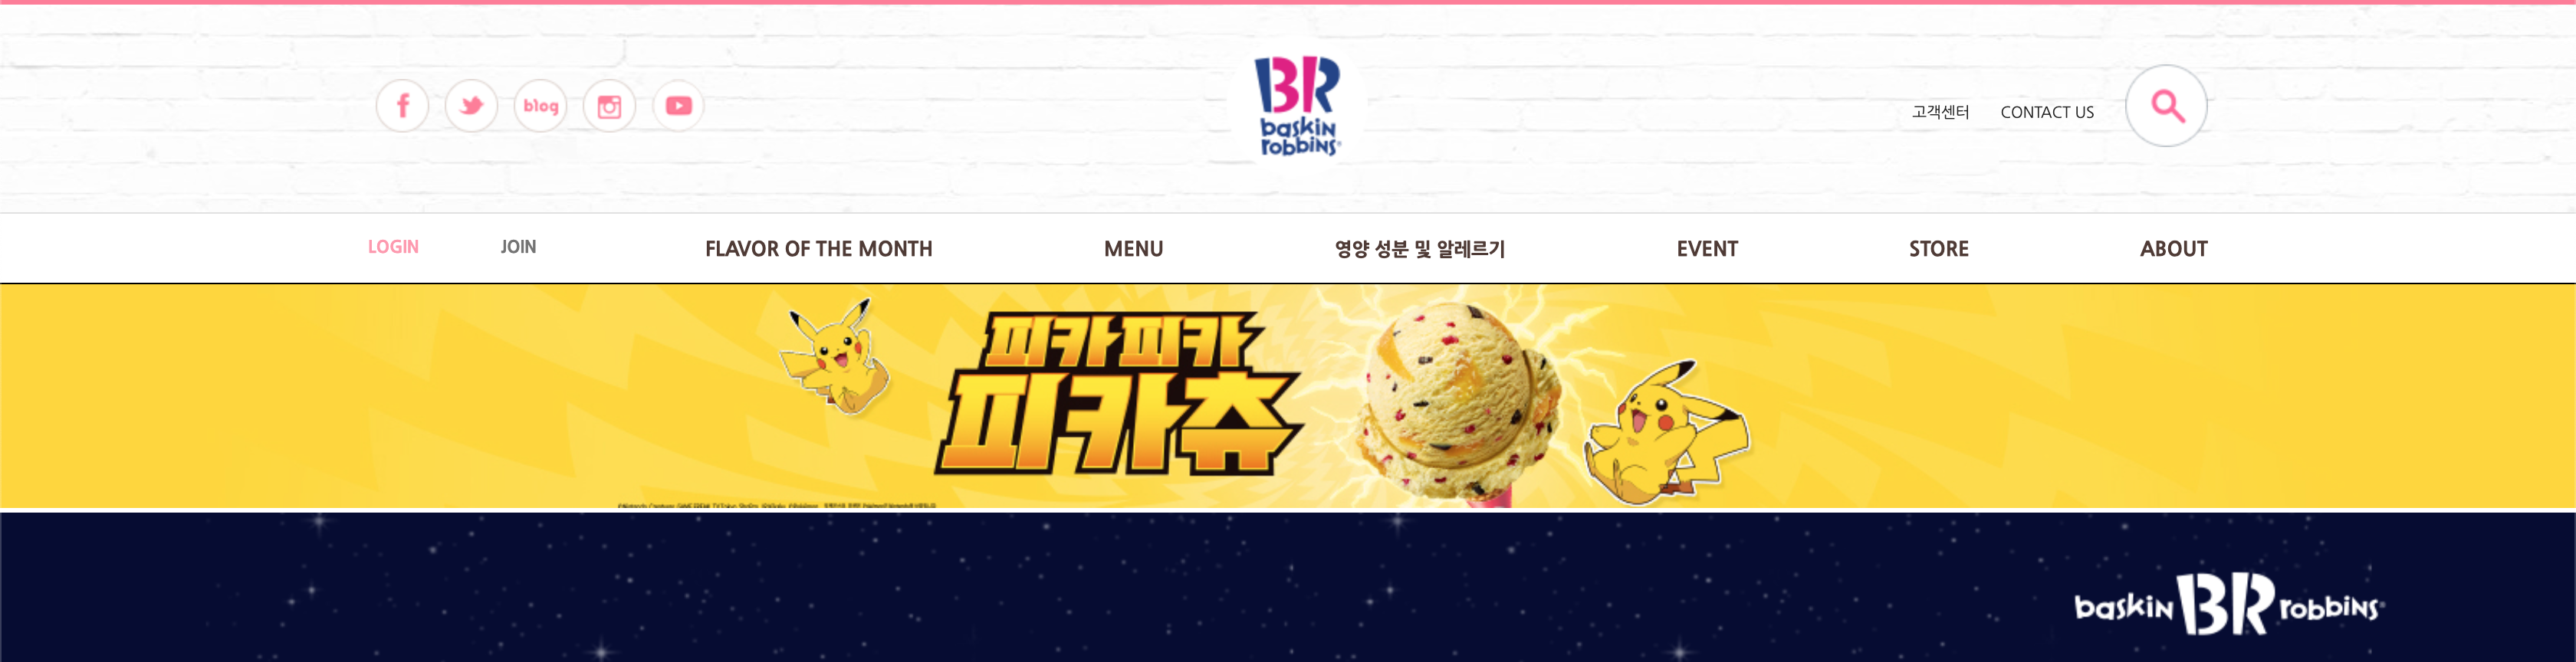 blog
BR
baskin
robbins
고객센터 CONTACT US
LOGIN JOIN FLAVOR OF THE MONTH MENU 영양 성분 및 알레르기 EVENT STORE ABOUT
피카피카
피카츄
baskin BR robbins